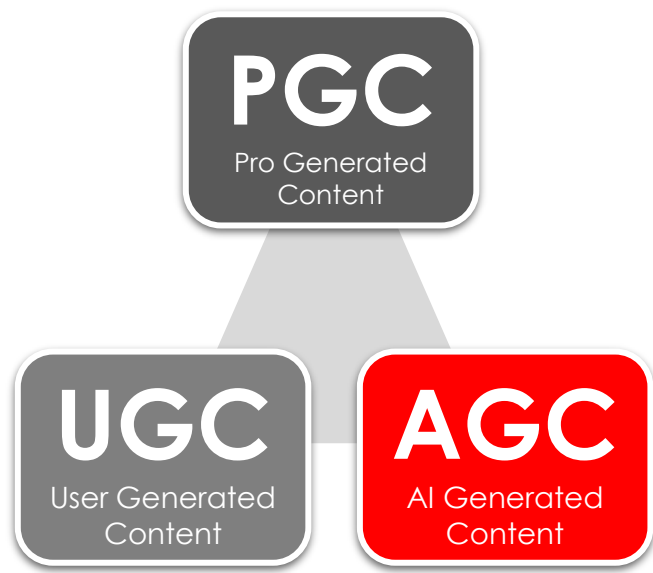 PGC
Pro Generated
Content
UGC
User Generated
Content
AGC
AI Generated
Content